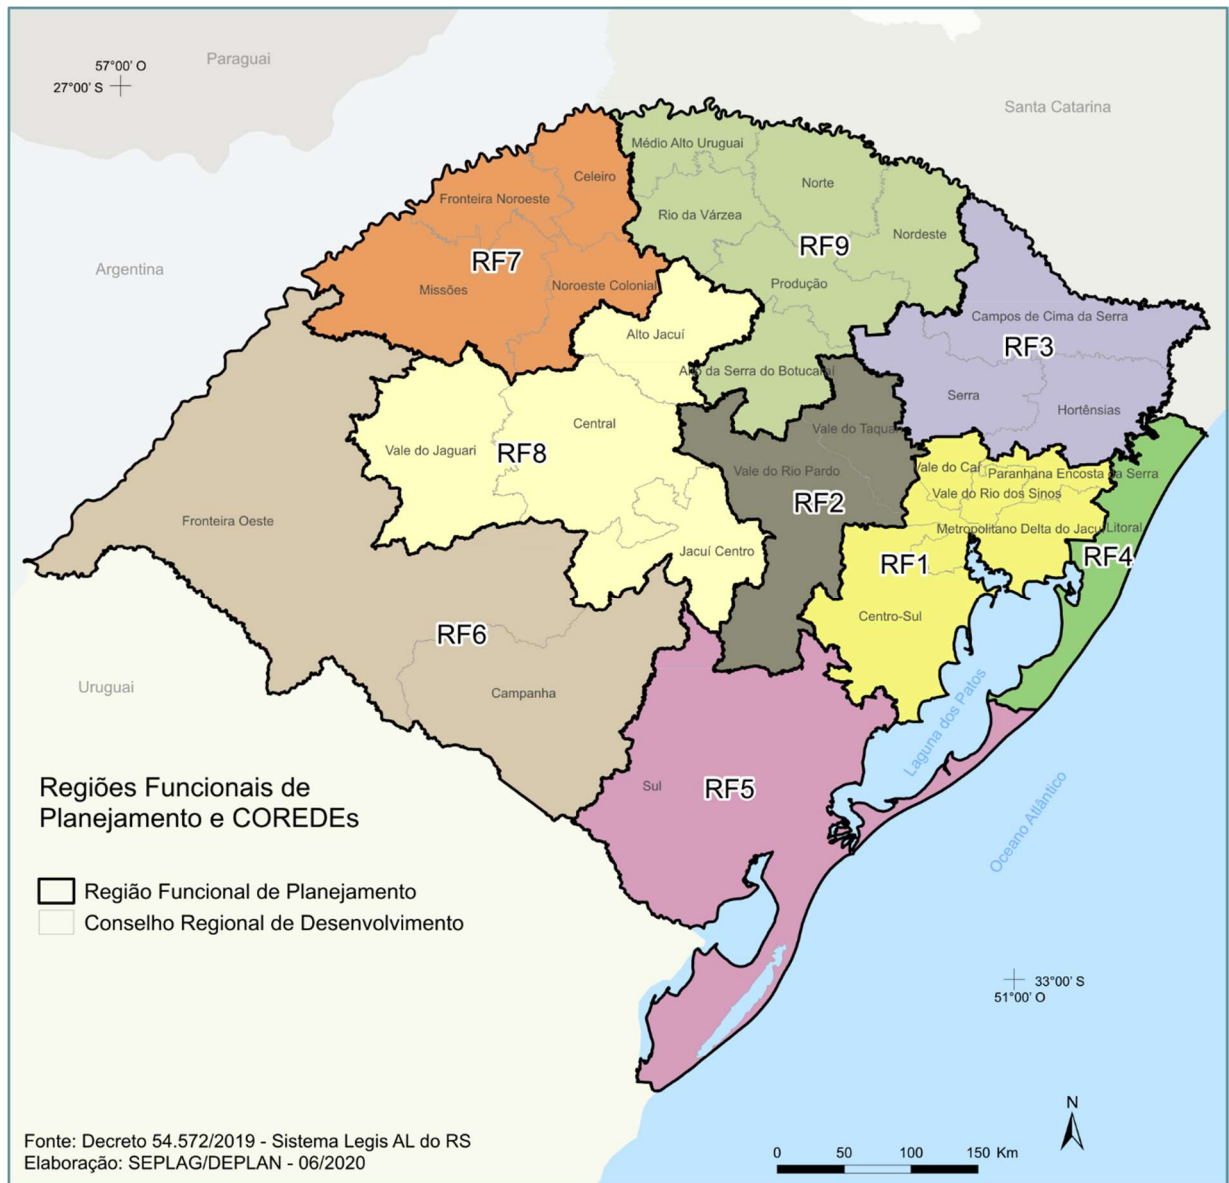 Paraguai
57°00' O
27°00' S
Santa Catarina
Médio Alto Uruguai
Celeiro
Norte
Fronteira Noroeste
Rio da Várzea
Nordeste
RF9
RF7
Argentina
Missões
Noroeste Colonial
Produção
Campos de Cima da Serra
Alto Jacuí
RF3
Alto da Serra do Botucaraí
Serra
Hortênsias
Central
Vale do Taquari
Vale do Jaguari
RF8
Vale do Caí
Vale do Rio Pardo
Paranhana Encosta da Serra
Vale do Rio dos Sinos
RF2
Fronteira Oeste
Metropolitano Delta do Jacuí
Litoral
Jacuí Centro
RF1
RF4
Centro-Sul
RF6
Uruguai
Campanha
Laguna dos Patos
Regiões Funcionais de
Planejamento e COREDEs
Sul
RF5
Oceano Atlântico
Região Funcional de Planejamento
Conselho Regional de Desenvolvimento
33°00' S
51°00' O
N
Fonte: Decreto 54.572/2019 - Sistema Legis AL do RS
Elaboração: SEPLAG/DEPLAN - 06/2020
0 50 100 150 Km